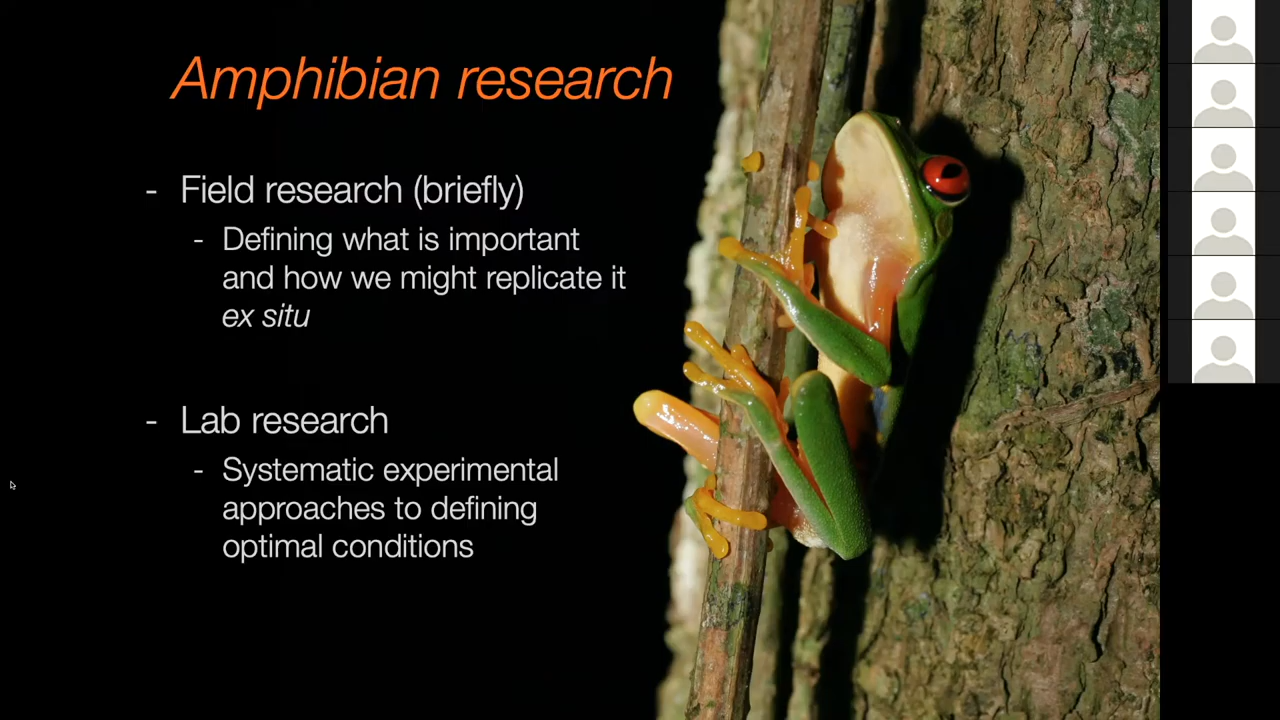 Amphibian research
- Field research (briefly)
- Defining what is important
and how we might replicate it
ex situ
- Lab research
- Systematic experimental
approaches to defining
optimal conditions